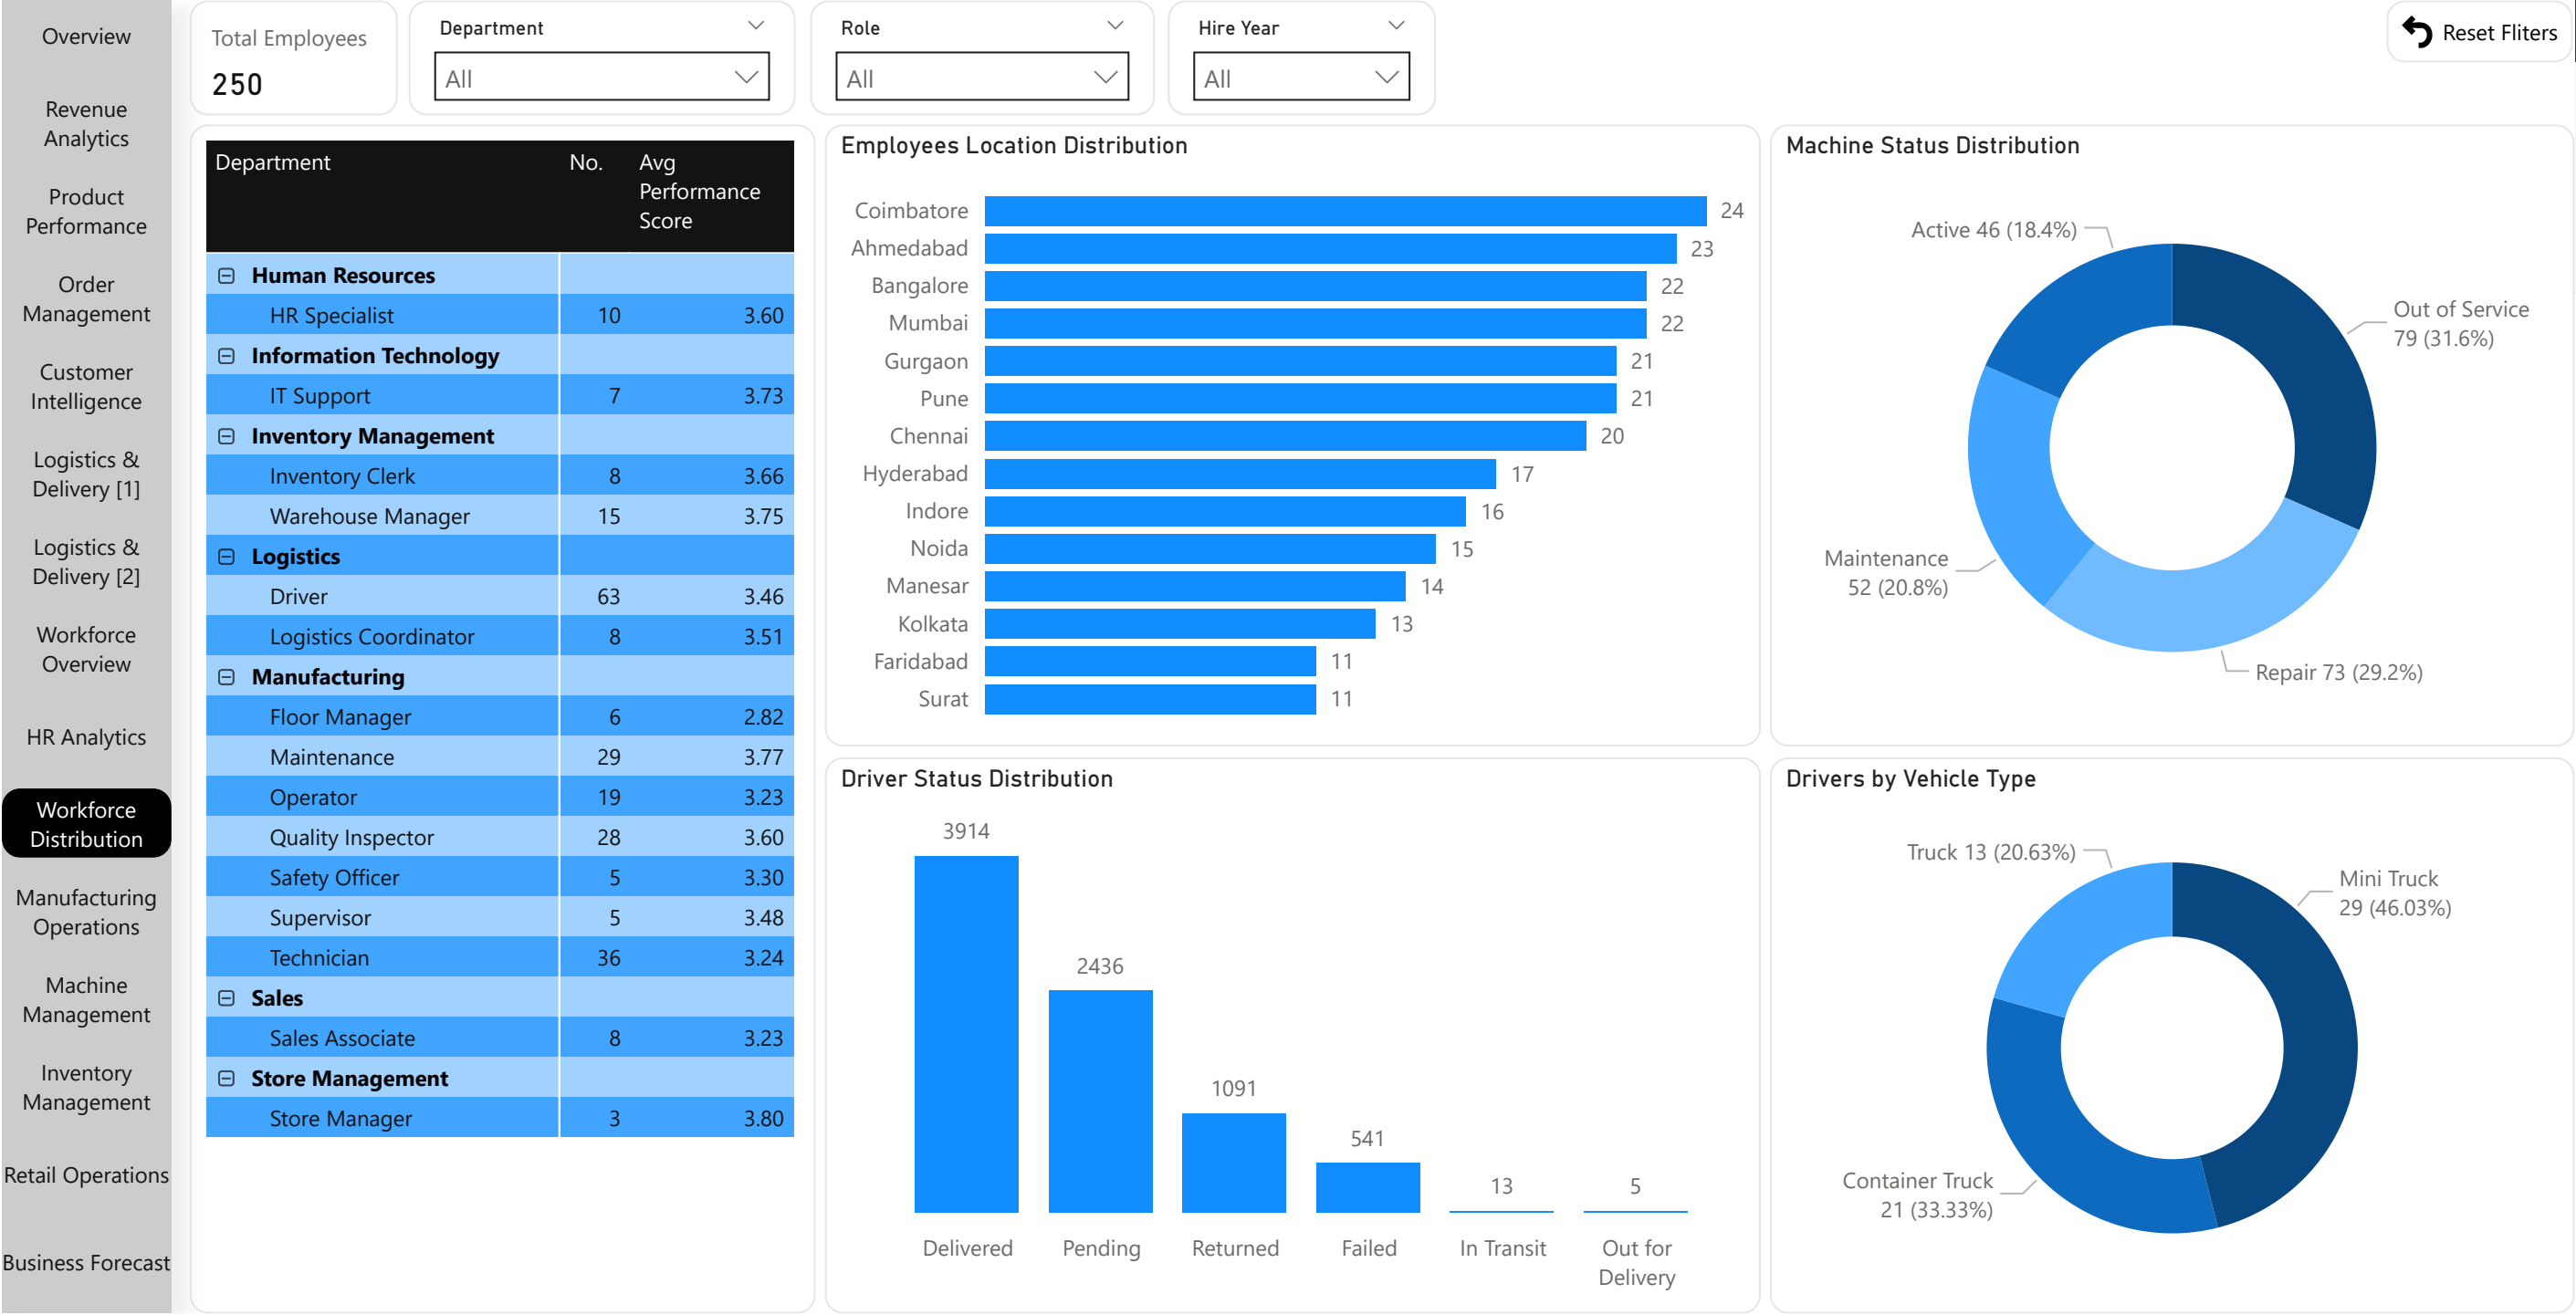 Overview
Revenue
Analytics
Product
Performance
Order
Management
Customer
Intelligence
Logistics &
Delivery [1]
Logistics &
Delivery [2]
Workforce
Overview
HR Analytics
Workforce
Distribution
Manufacturing
Operations
Machine
Management
Inventory
Management
Retail Operations
Business Forecast
Total Employees
250
Department
All
Role
All
Hire Year
All
Reset Fliters
Department No. Avg
Performance
Score
Human Resources
HR Specialist 10 3.60
Information Technology
IT Support 7 3.73
Inventory Management
Inventory Clerk 8 3.66
Warehouse Manager 15 3.75
Logistics
Driver 63 3.46
Logistics Coordinator 8 3.51
Manufacturing
Floor Manager 6 2.82
Maintenance 29 3.77
Operator 19 3.23
Quality Inspector 28 3.60
Safety Officer 5 3.30
Supervisor 5 3.48
Technician 36 3.24
Sales
Sales Associate 8 3.23
Store Management
Store Manager 3 3.80
Employees Location Distribution
Coimbatore 24
Ahmedabad 23
Bangalore 22
Mumbai 22
Gurgaon 21
Pune 21
Chennai 20
Hyderabad 17
Indore 16
Noida 15
Manesar 14
Kolkata 13
Faridabad 11
Surat 11
Machine Status Distribution
Active 46 (18.4%)
Out of Service
79 (31.6%)
Maintenance
52 (20.8%)
Repair 73 (29.2%)
Driver Status Distribution
3914
2436
1091
541
13
5
Delivered
Pending
Returned
Failed
In Transit
Out for
Delivery
Drivers by Vehicle Type
Truck 13 (20.63%)
Mini Truck
29 (46.03%)
Container Truck
21 (33.33%)